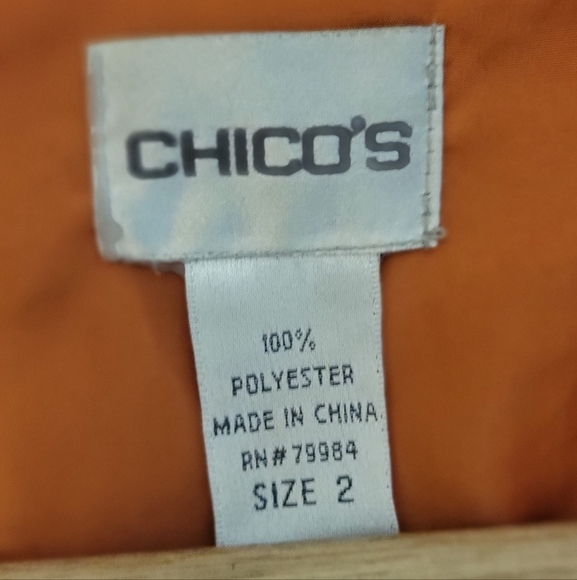 CHICO'S
100%
POLYESTER
MADE IN CHINA
RN#79984
SIZE 2